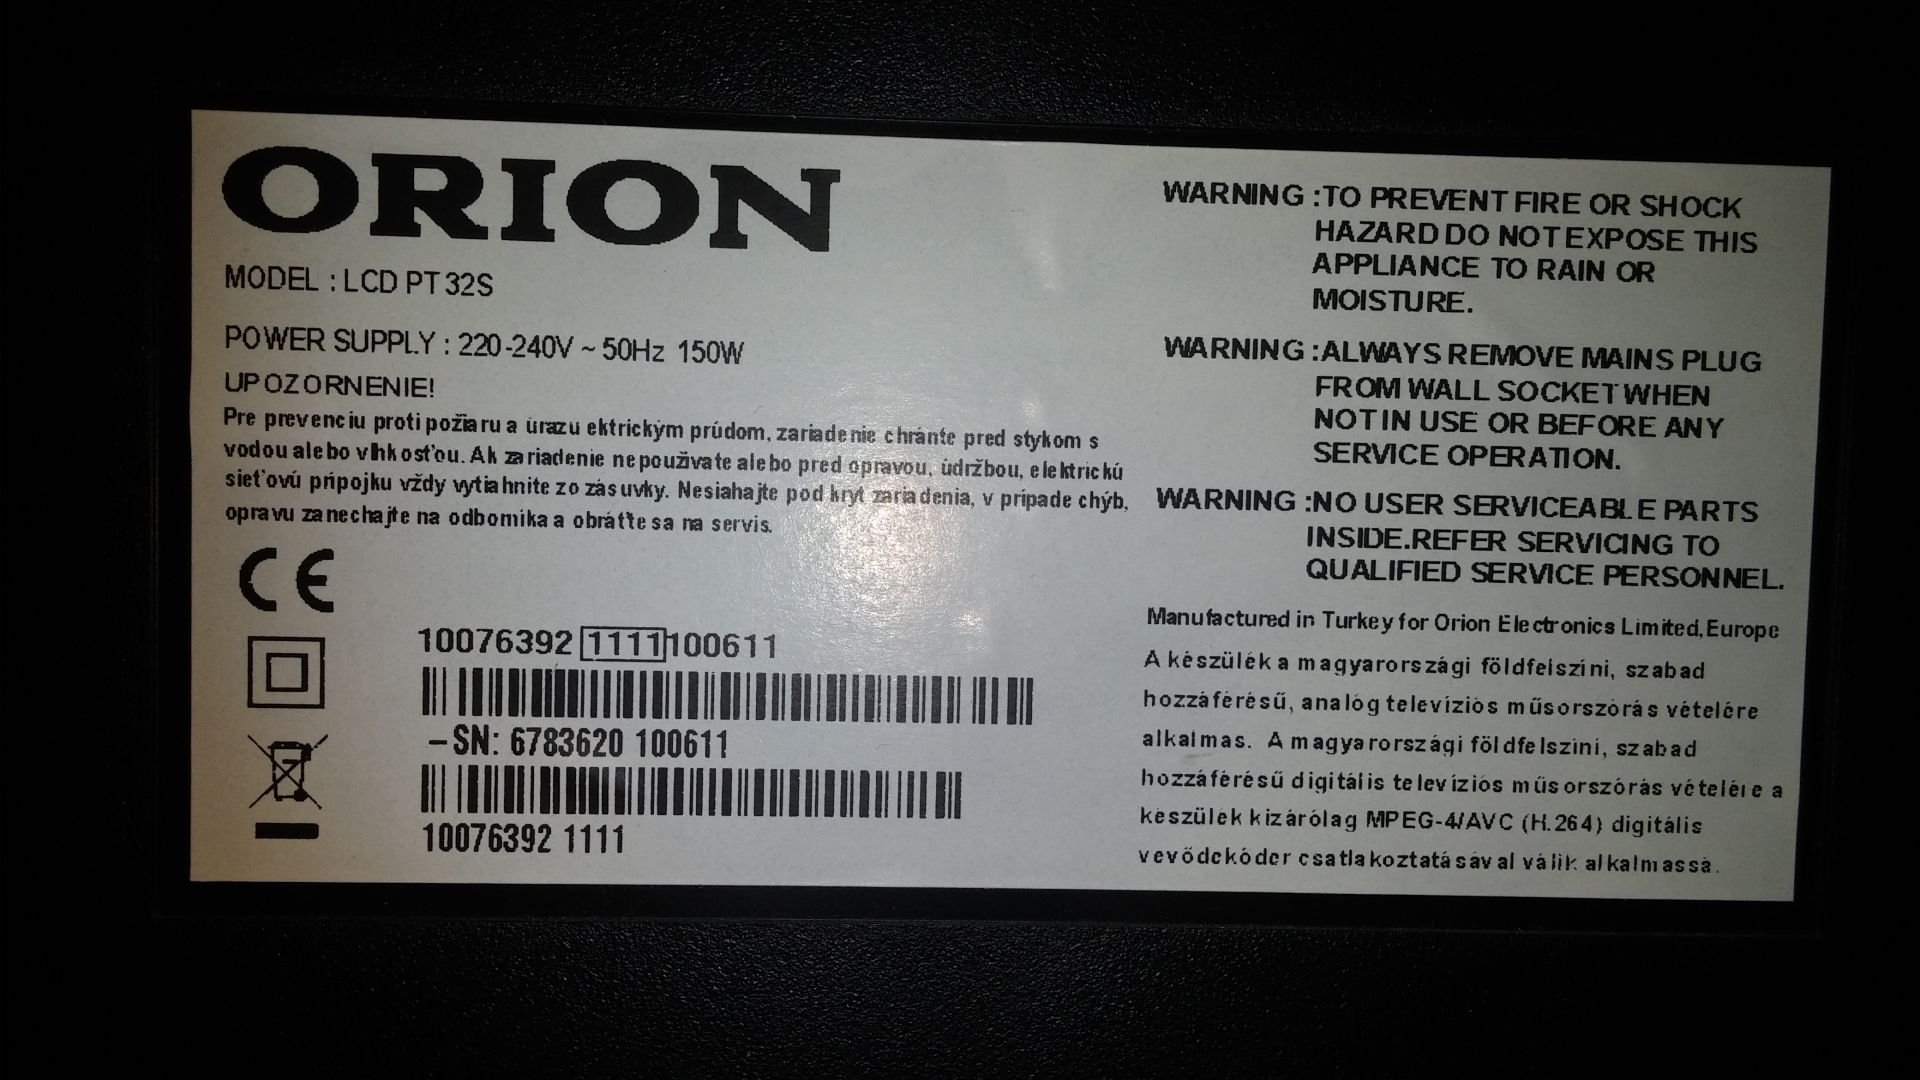 ORION
MODEL : LCD PT 32S
POWER SUPPLY : 220-240V ~ 50Hz 150W
UPOZORNENIE!
Pre prevenciu proti požiaru a úrazu ektrickým prúdom, zariadenie chráňte pred stykom s
vodou alebo vlhkosťou. Ak zariadenie nepoužívate alebo pred opravou, údržbou, elektrickú
sieťovú prípojku vždy vytiahnite zo zásuvky. Nesiahajte pod kryt zariadenia, v prípade chýb,
opravu zanechajte na odborníka a obráťte sa na servis.
CE
10076392 1111 100611
-SN: 6783620 100611
10076392 1111
WARNING :TO PREVENT FIRE OR SHOCK
HAZARD DO NOT EXPOSE THIS
APPLIANCE TO RAIN OR
MOISTURE.
WARNING :ALWAYS REMOVE MAINS PLUG
FROM WALL SOCKET WHEN
NOT IN USE OR BEFORE ANY
SERVICE OPERATION.
WARNING :NO USER SERVICEABLE PARTS
INSIDE.REFER SERVICING TO
QUALIFIED SERVICE PERSONNEL.
Manufactured in Turkey for Orion Electronics Limited,Europe
A készülék a magyarországi földfelszíni, szabad
hozzáférésű, analóg televíziós műsorszórás vételére
alkalmas. A magyarországi földfelszíni, szabad
hozzáférésű digitális televíziós műsorszórás vételére a
készülék kizárólag MPEG-4/AVC (H.264) digitális
vevődekóder csatlakoztatásával válik alkalmassá.